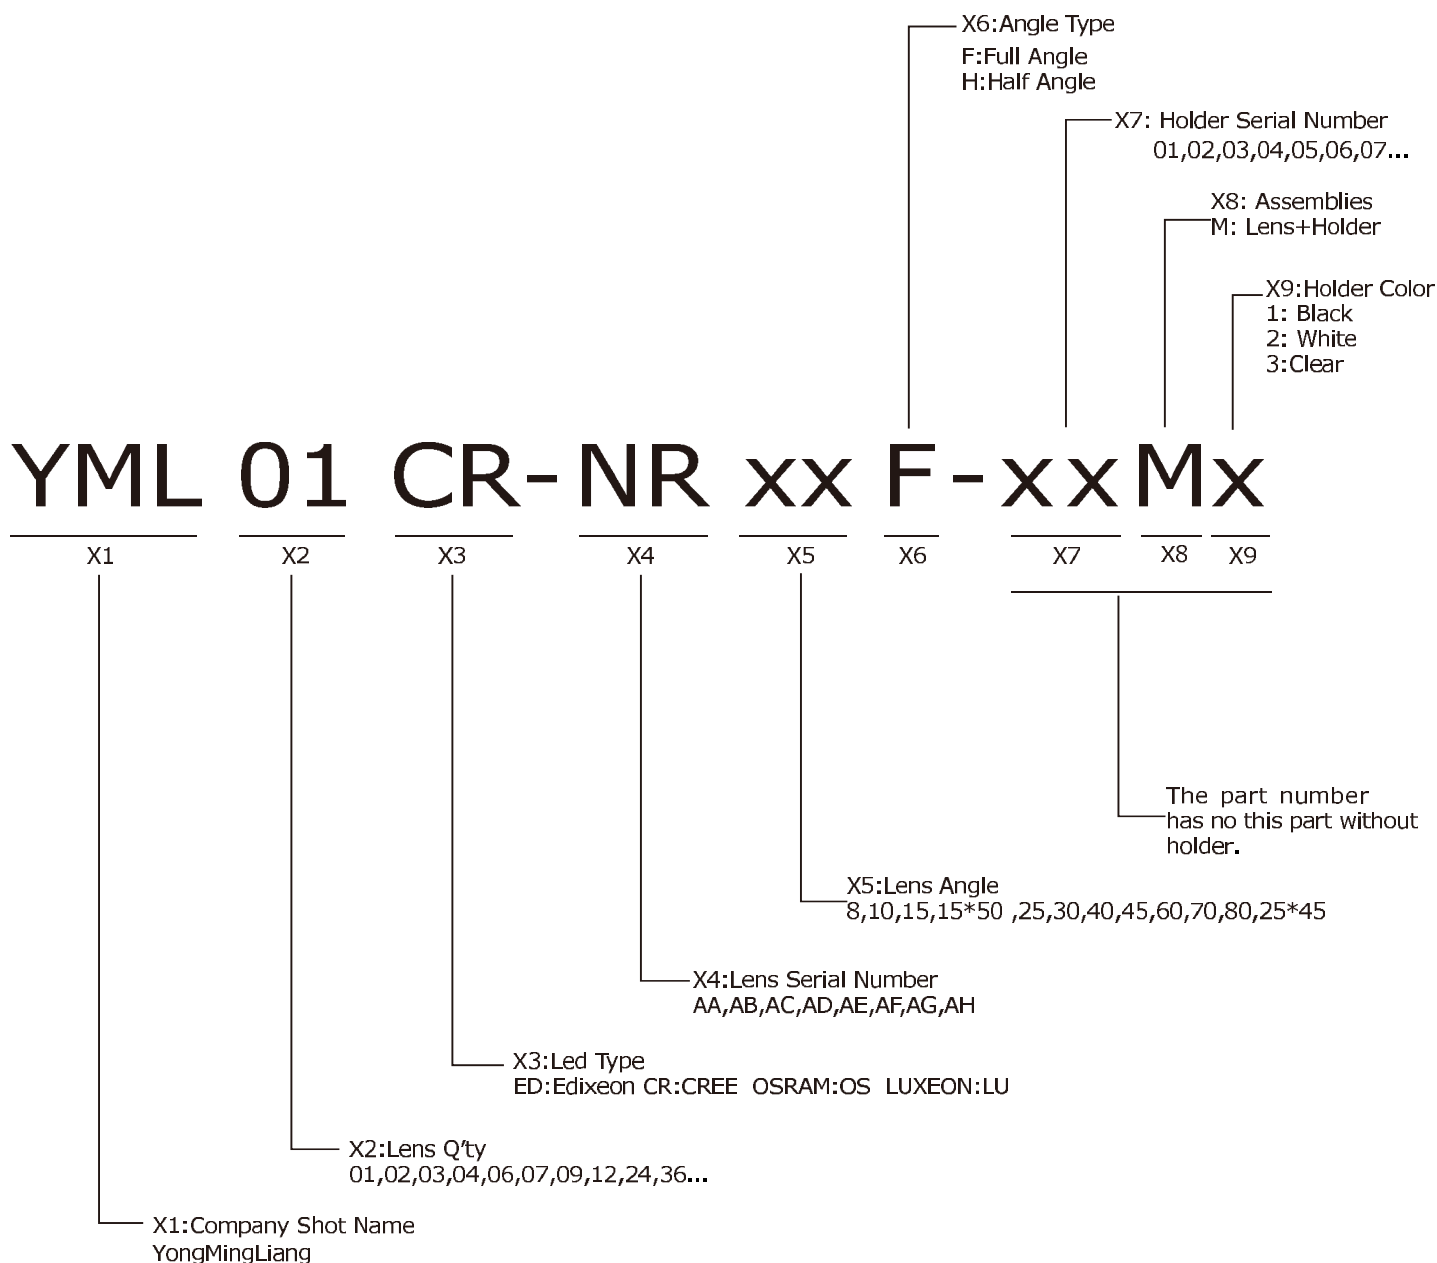 X6:Angle Type
F:Full Angle
H:Half Angle
X7: Holder Serial Number
01,02,03,04,05,06,07...
X8: Assemblies
M: Lens+Holder
X9:Holder Color
1: Black
2: White
3:Clear
YML 01 CR-NR xx F-xxMx
X1 X2 X3 X4 X5 X6 X7 X8 X9
The part number
has no this part without
holder.
X5:Lens Angle
8,10,15,15*50 ,25,30,40,45,60,70,80,25*45
X4:Lens Serial Number
AA,AB,AC,AD,AE,AF,AG,AH
X3:Led Type
ED:Edixeon CR:CREE OSRAM:OS LUXEON:LU
X2:Lens Q'ty
01,02,03,04,06,07,09,12,24,36...
X1:Company Shot Name
YongMingLiang